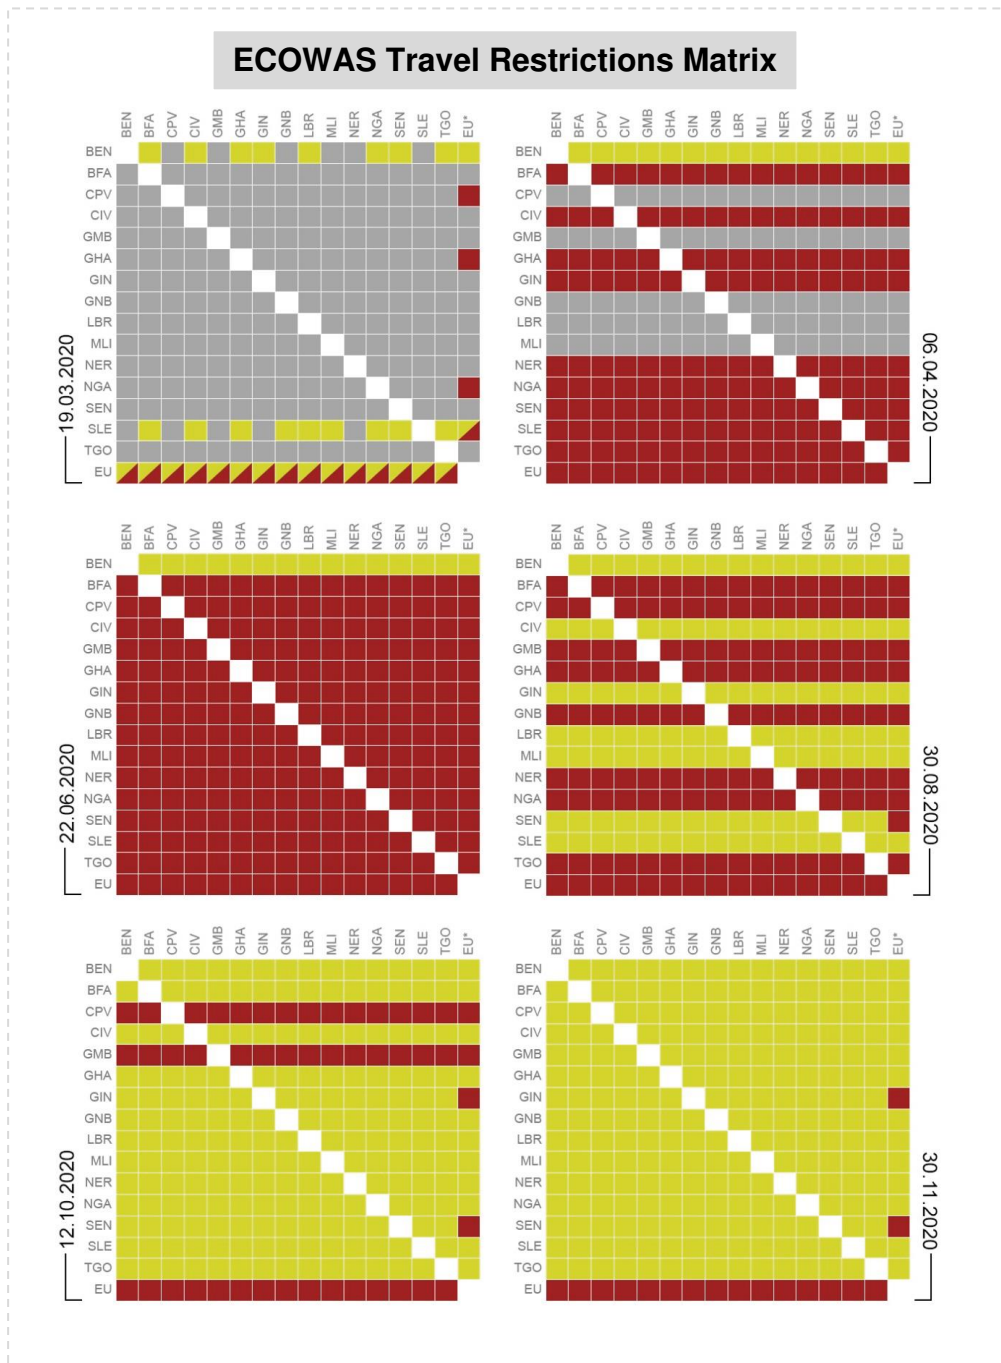 ECOWAS Travel Restrictions Matrix
BEN BFA CPV CIV GMB GHA GIN GNB LBR MLI NER NGA SEN SLE TGO EU*
BEN
BFA
CPV
CIV
GMB
GHA
GIN
GNB
LBR
MLI
NER
NGA
SEN
SLE
TGO
EU
19.03.2020
BEN BFA CPV CIV GMB GHA GIN GNB LBR MLI NER NGA SEN SLE TGO EU*
BEN
BFA
CPV
CIV
GMB
GHA
GIN
GNB
LBR
MLI
NER
NGA
SEN
SLE
TGO
EU
06.04.2020
BEN BFA CPV CIV GMB GHA GIN GNB LBR MLI NER NGA SEN SLE TGO EU*
BEN
BFA
CPV
CIV
GMB
GHA
GIN
GNB
LBR
MLI
NER
NGA
SEN
SLE
TGO
EU
22.06.2020
BEN BFA CPV CIV GMB GHA GIN GNB LBR MLI NER NGA SEN SLE TGO EU*
BEN
BFA
CPV
CIV
GMB
GHA
GIN
GNB
LBR
MLI
NER
NGA
SEN
SLE
TGO
EU
30.08.2020
BEN BFA CPV CIV GMB GHA GIN GNB LBR MLI NER NGA SEN SLE TGO EU*
BEN
BFA
CPV
CIV
GMB
GHA
GIN
GNB
LBR
MLI
NER
NGA
SEN
SLE
TGO
EU
12.10.2020
BEN BFA CPV CIV GMB GHA GIN GNB LBR MLI NER NGA SEN SLE TGO EU*
BEN
BFA
CPV
CIV
GMB
GHA
GIN
GNB
LBR
MLI
NER
NGA
SEN
SLE
TGO
EU
30.11.2020